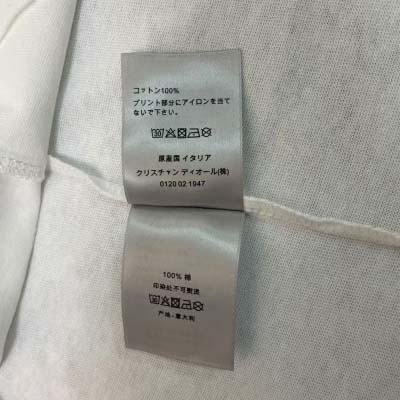 コットン100%
プリント部分にアイロンを当て
ないで下さい。
原産国 イタリア
クリスチャン ディオール(株)
0120 02 1947
100% 棉
印染处不可熨烫
产地-意大利